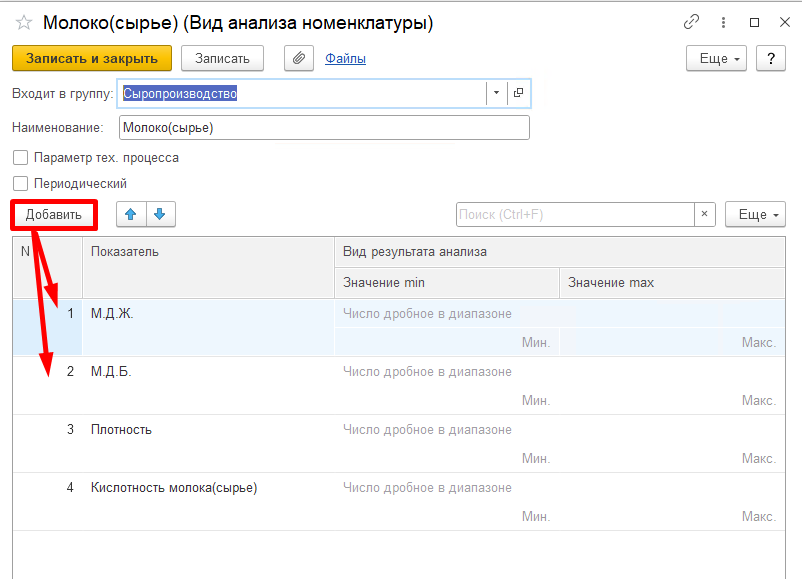 Молоко(сырье) (Вид анализа номенклатуры)
Записать и закрыть Записать Файлы Еще ?
Входит в группу: Сыропроизводство
Наименование: Молоко(сырье)
Параметр тех. процесса
Периодический
Добавить Поиск (Ctrl+F) × Еще
N Показатель Вид результата анализа
Значение min Значение max
1 М.Д.Ж. Число дробное в диапазоне
Мин. Макс.
2 М.Д.Б. Число дробное в диапазоне
Мин. Макс.
3 Плотность Число дробное в диапазоне
Мин. Макс.
4 Кислотность молока(сырье) Число дробное в диапазоне
Мин. Макс.